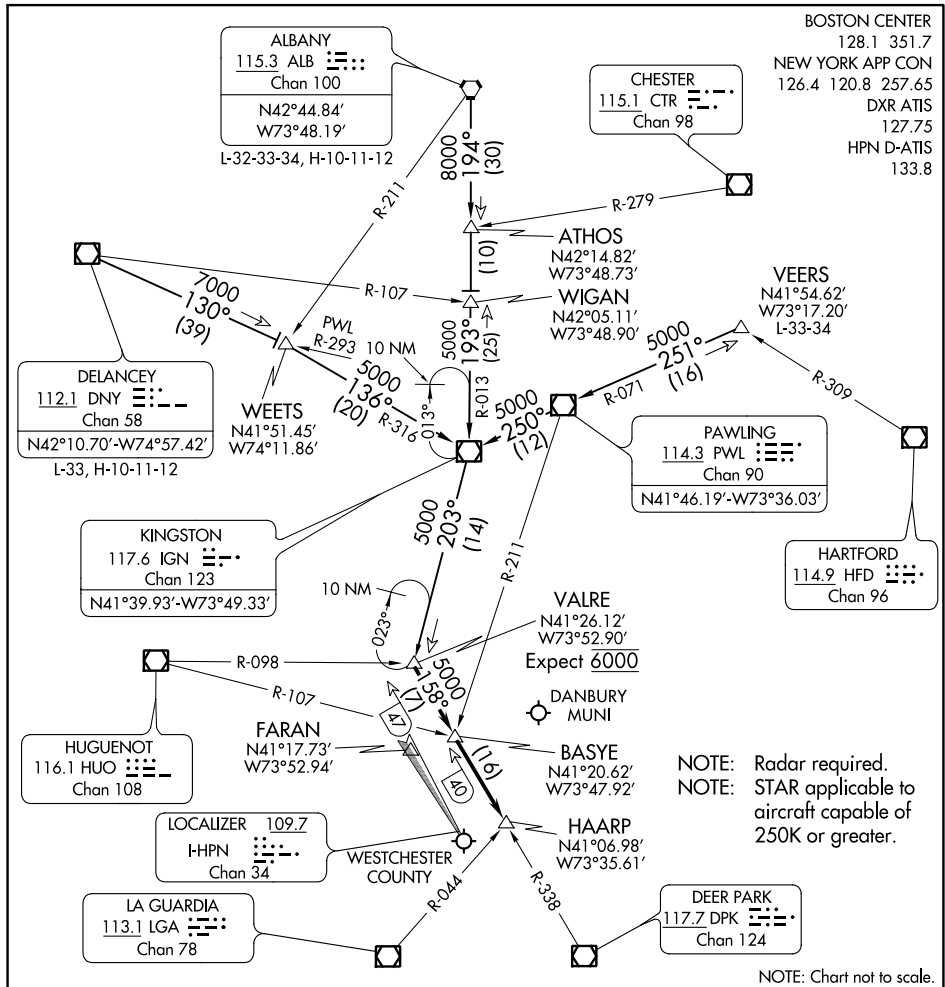 BOSTON CENTER
128.1 351.7
NEW YORK APP CON
126.4 120.8 257.65
DXR ATIS
127.75
HPN D-ATIS
133.8
ALBANY
115.3 ALB
Chan 100
N42°44.84′
W73°48.19′
L-32-33-34, H-10-11-12
CHESTER
115.1 CTR
Chan 98
8000
194°
(30)
R-211
R-279
ATHOS
N42°14.82′
W73°48.73′
(10)
WIGAN
N42°05.11′
W73°48.90′
R-107
VEERS
N41°54.62′
W73°17.20′
L-33-34
7000
130°
(39)
PWL
R-293
10 NM
5000
193°
(25)
R-013
013°
5000
136°
(20)
R-316
5000
251°
(16)
R-071
R-309
5000
250°
(12)
DELANCEY
112.1 DNY
Chan 58
N42°10.70′-W74°57.42′
L-33, H-10-11-12
WEETS
N41°51.45′
W74°11.86′
PAWLING
114.3 PWL
Chan 90
N41°46.19′-W73°36.03′
KINGSTON
117.6 IGN
Chan 123
N41°39.93′-W73°49.33′
5000
203°
(14)
R-211
HARTFORD
114.9 HFD
Chan 96
10 NM
023°
VALRE
N41°26.12′
W73°52.90′
Expect 6000
R-098
R-107
5000
158°
(7)
DANBURY
MUNI
HUGUENOT
116.1 HUO
Chan 108
FARAN
N41°17.73′
W73°52.94′
47
40
(16)
BASYE
N41°20.62′
W73°47.92′
NOTE: Radar required.
NOTE: STAR applicable to
aircraft capable of
250K or greater.
LOCALIZER 109.7
I-HPN
Chan 34
WESTCHESTER
COUNTY
HAARP
N41°06.98′
W73°35.61′
R-044
R-338
LA GUARDIA
113.1 LGA
Chan 78
DEER PARK
117.7 DPK
Chan 124
NOTE: Chart not to scale.